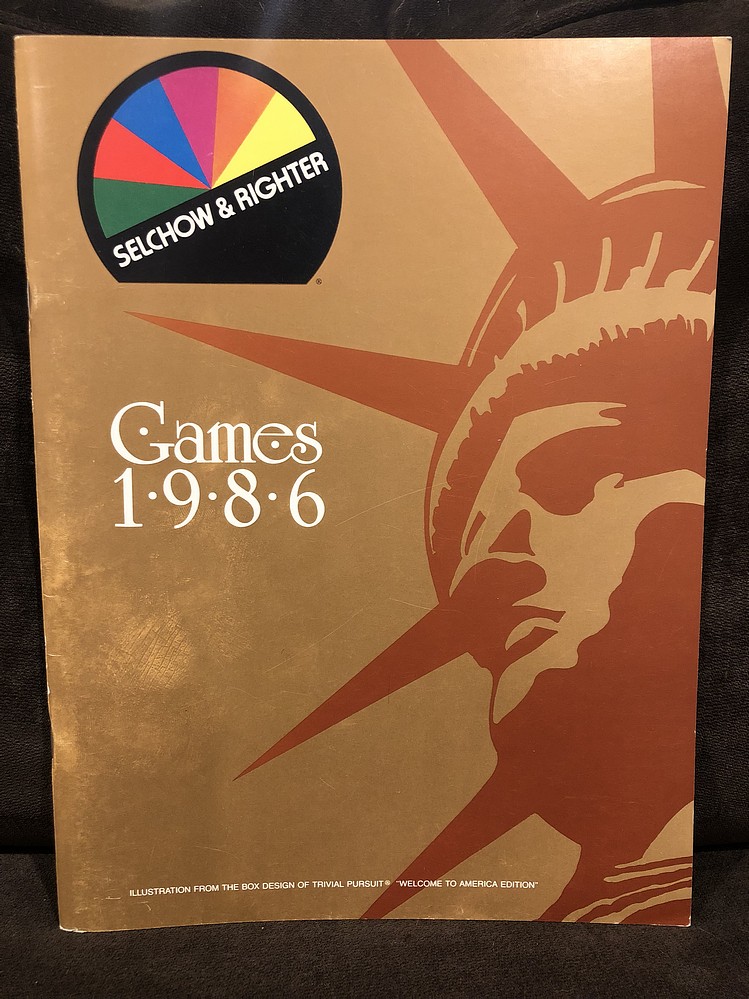 SELCHOW & RIGHTER
®
Games
1·9·8·6
ILLUSTRATION FROM THE BOX DESIGN OF TRIVIAL PURSUIT® "WELCOME TO AMERICA EDITION"